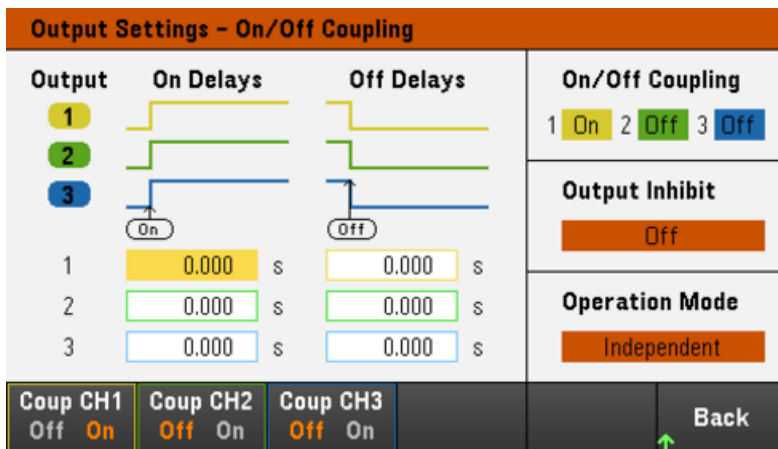 Output Settings - On/Off Coupling
Output On Delays Off Delays
1
2
3
On Off
1 0.000 s 0.000 s
2 0.000 s 0.000 s
3 0.000 s 0.000 s
On/Off Coupling
1 On 2 Off 3 Off
Output Inhibit
Off
Operation Mode
Independent
Coup CH1 Coup CH2 Coup CH3
Off On Off On Off On
Back